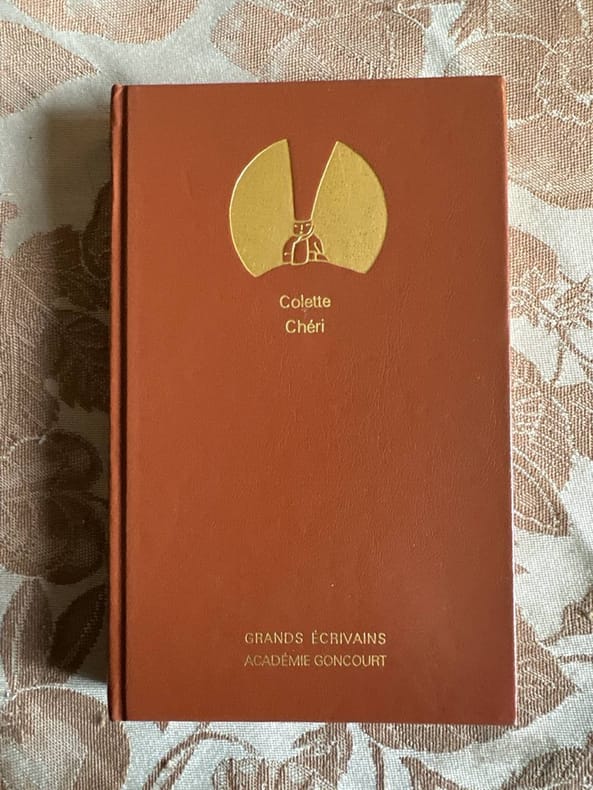 Colette
Chéri
GRANDS ÉCRIVAINS
ACADÉMIE GONCOURT